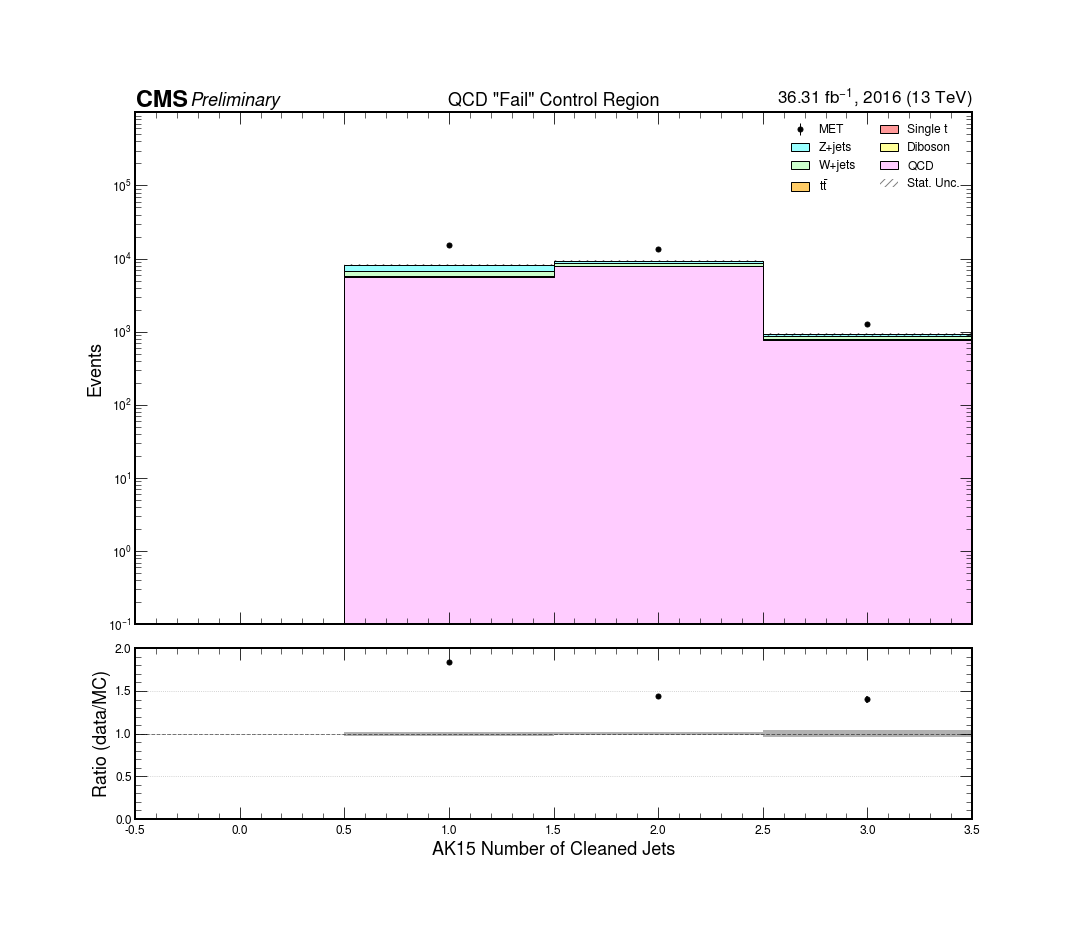 CMS Preliminary QCD "Fail" Control Region 36.31 fb⁻¹, 2016 (13 TeV)
MET Single t
Z+jets Diboson
W+jets QCD
tt̄ Stat. Unc.
10⁵
10⁴
10³
10²
10¹
10⁰
10⁻¹
Events
2.0
1.5
1.0
0.5
0.0
Ratio (data/MC)
-0.5 0.0 0.5 1.0 1.5 2.0 2.5 3.0 3.5
AK15 Number of Cleaned Jets